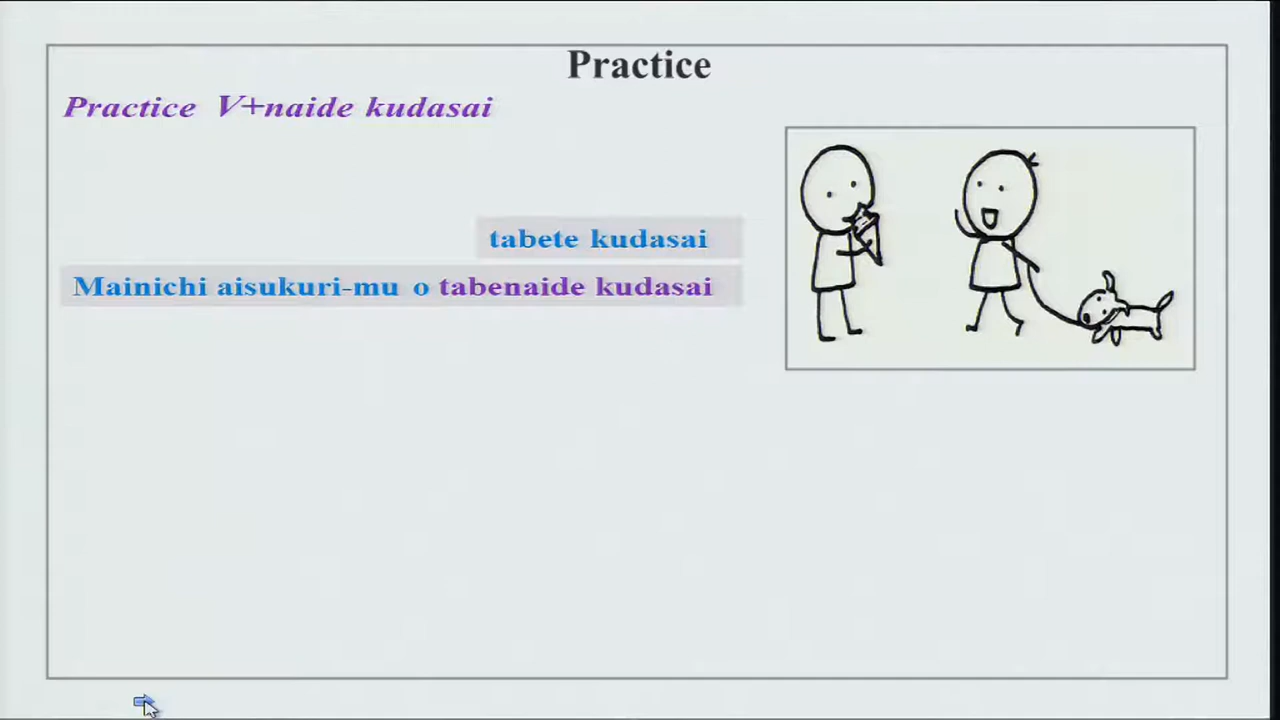 Practice
Practice V+naide kudasai
tabete kudasai
Mainichi aisukuri-mu o tabenaide kudasai